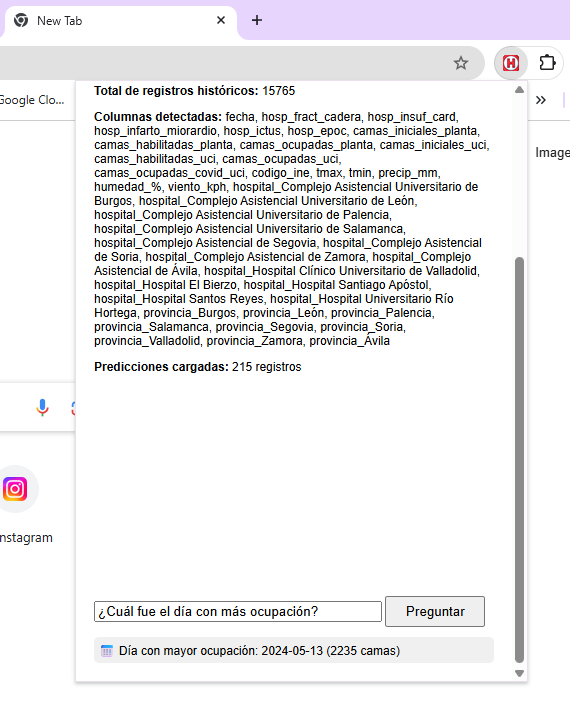 New Tab
Google Clo...
Total de registros históricos: 15765
Columnas detectadas: fecha, hosp_fract_cadera, hosp_insuf_card,
hosp_infarto_miorardio, hosp_ictus, hosp_epoc, camas_iniciales_planta,
camas_habilitadas_planta, camas_ocupadas_planta, camas_iniciales_uci,
camas_habilitadas_uci, camas_ocupadas_uci,
camas_ocupadas_covid_uci, codigo_ine, tmax, tmin, precip_mm,
humedad_%, viento_kph, hospital_Complejo Asistencial Universitario de
Burgos, hospital_Complejo Asistencial Universitario de León,
hospital_Complejo Asistencial Universitario de Palencia,
hospital_Complejo Asistencial Universitario de Salamanca,
hospital_Complejo Asistencial de Segovia, hospital_Complejo Asistencial
de Soria, hospital_Complejo Asistencial de Zamora, hospital_Complejo
Asistencial de Ávila, hospital_Hospital Clínico Universitario de Valladolid,
hospital_Hospital El Bierzo, hospital_Hospital Santiago Apóstol,
hospital_Hospital Santos Reyes, hospital_Hospital Universitario Río
Hortega, provincia_Burgos, provincia_León, provincia_Palencia,
provincia_Salamanca, provincia_Segovia, provincia_Soria,
provincia_Valladolid, provincia_Zamora, provincia_Ávila
Predicciones cargadas: 215 registros
Image
nstagram
¿Cuál fue el día con más ocupación?
Preguntar
Día con mayor ocupación: 2024-05-13 (2235 camas)